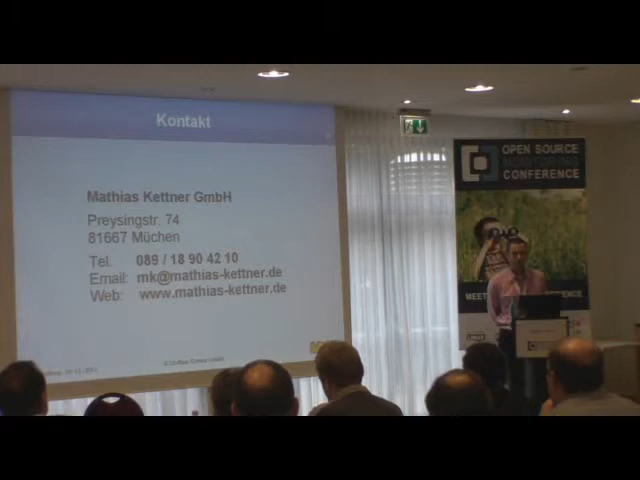 Kontakt
Mathias Kettner GmbH
Preysingstr. 74
81667 Müchen
Tel. 089 / 18 90 42 10
Email: mk@mathias-kettner.de
Web: www.mathias-kettner.de
OPEN SOURCE
MONITORING
CONFERENCE